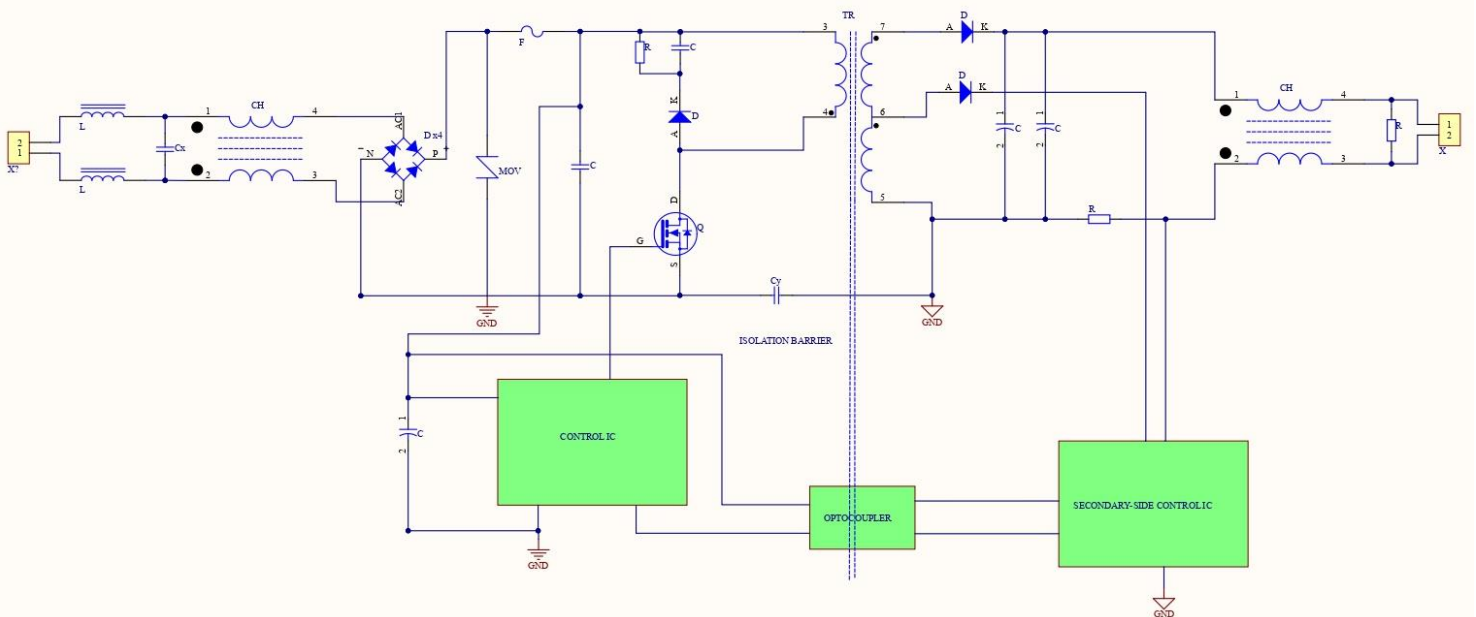 TR
3
7
D
A
K
F
R
C
D
A
K
6
K
D
A
4
5
L
CH
1
4
AC1
D x4
2
1
X?
Cx
-
N
P
+
L
2
3
AC2
MOV
C
D
G
Q
S
1
C
2
1
C
2
CH
1
4
R
1
2
X
2
3
R
Cy
GND
GND
ISOLATION BARRIER
1
C
2
CONTROL IC
OPTOCOUPLER
SECONDARY-SIDE CONTROL IC
GND
GND